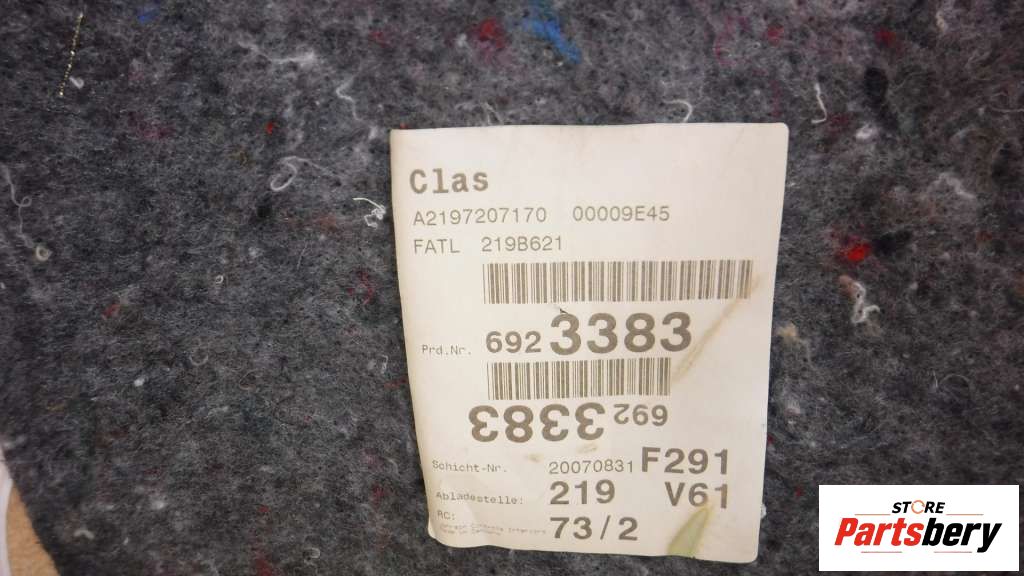 Clas
A2197207170 00009E45
FATL 219B621
Prd.Nr. 692 3383
692 3383
Schicht-Nr. 20070831 F291
Abladestelle: 219 V61
RC: 73/2
STORE
Partsbery